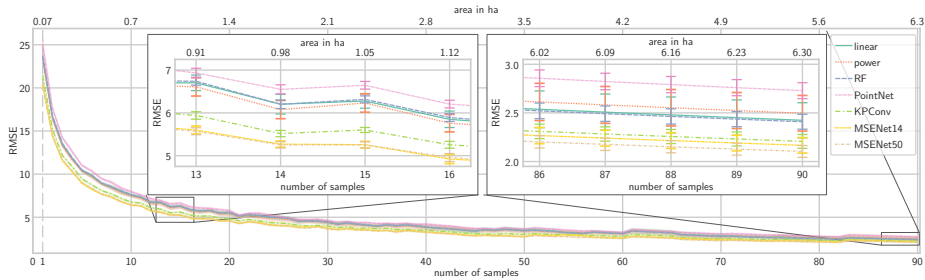 area in ha
0.07 0.7 1.4 2.1 2.8 3.5 4.2 4.9 5.6 6.3
RMSE
25
20
15
10
5
0 1 10 20 30 40 50 60 70 80 90
number of samples
area in ha
0.91 0.98 1.05 1.12
RMSE
7
6
5
13 14 15 16
number of samples
area in ha
6.02 6.09 6.16 6.23 6.30
RMSE
3.0
2.5
2.0
86 87 88 89 90
number of samples
linear
power
RF
PointNet
KPConv
MSENet14
MSENet50